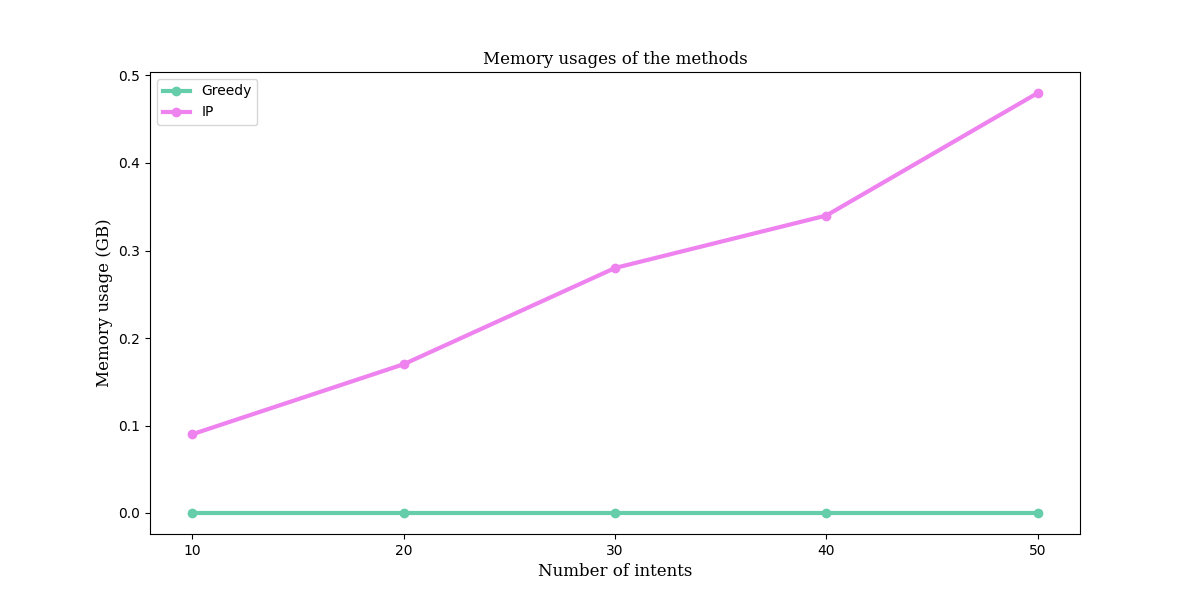 Memory usages of the methods
Greedy
IP
Memory usage (GB)
0.5
0.4
0.3
0.2
0.1
0.0
10 20 30 40 50
Number of intents